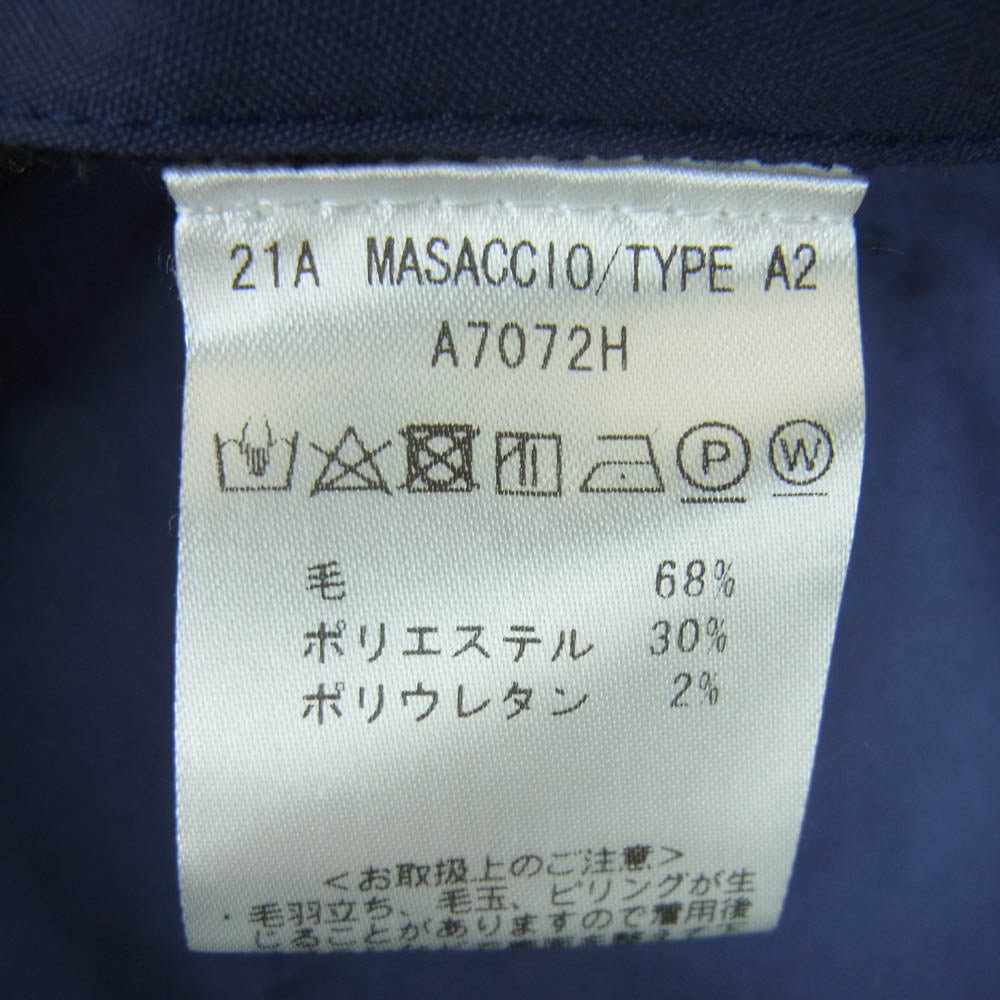 21A MASACCIO/TYPE A2
A7072H
P W
毛 68%
ポリエステル 30%
ポリウレタン 2%
<お取扱上のご注意>
・毛羽立ち、毛玉、ピリングが生
じることがありますので着用後